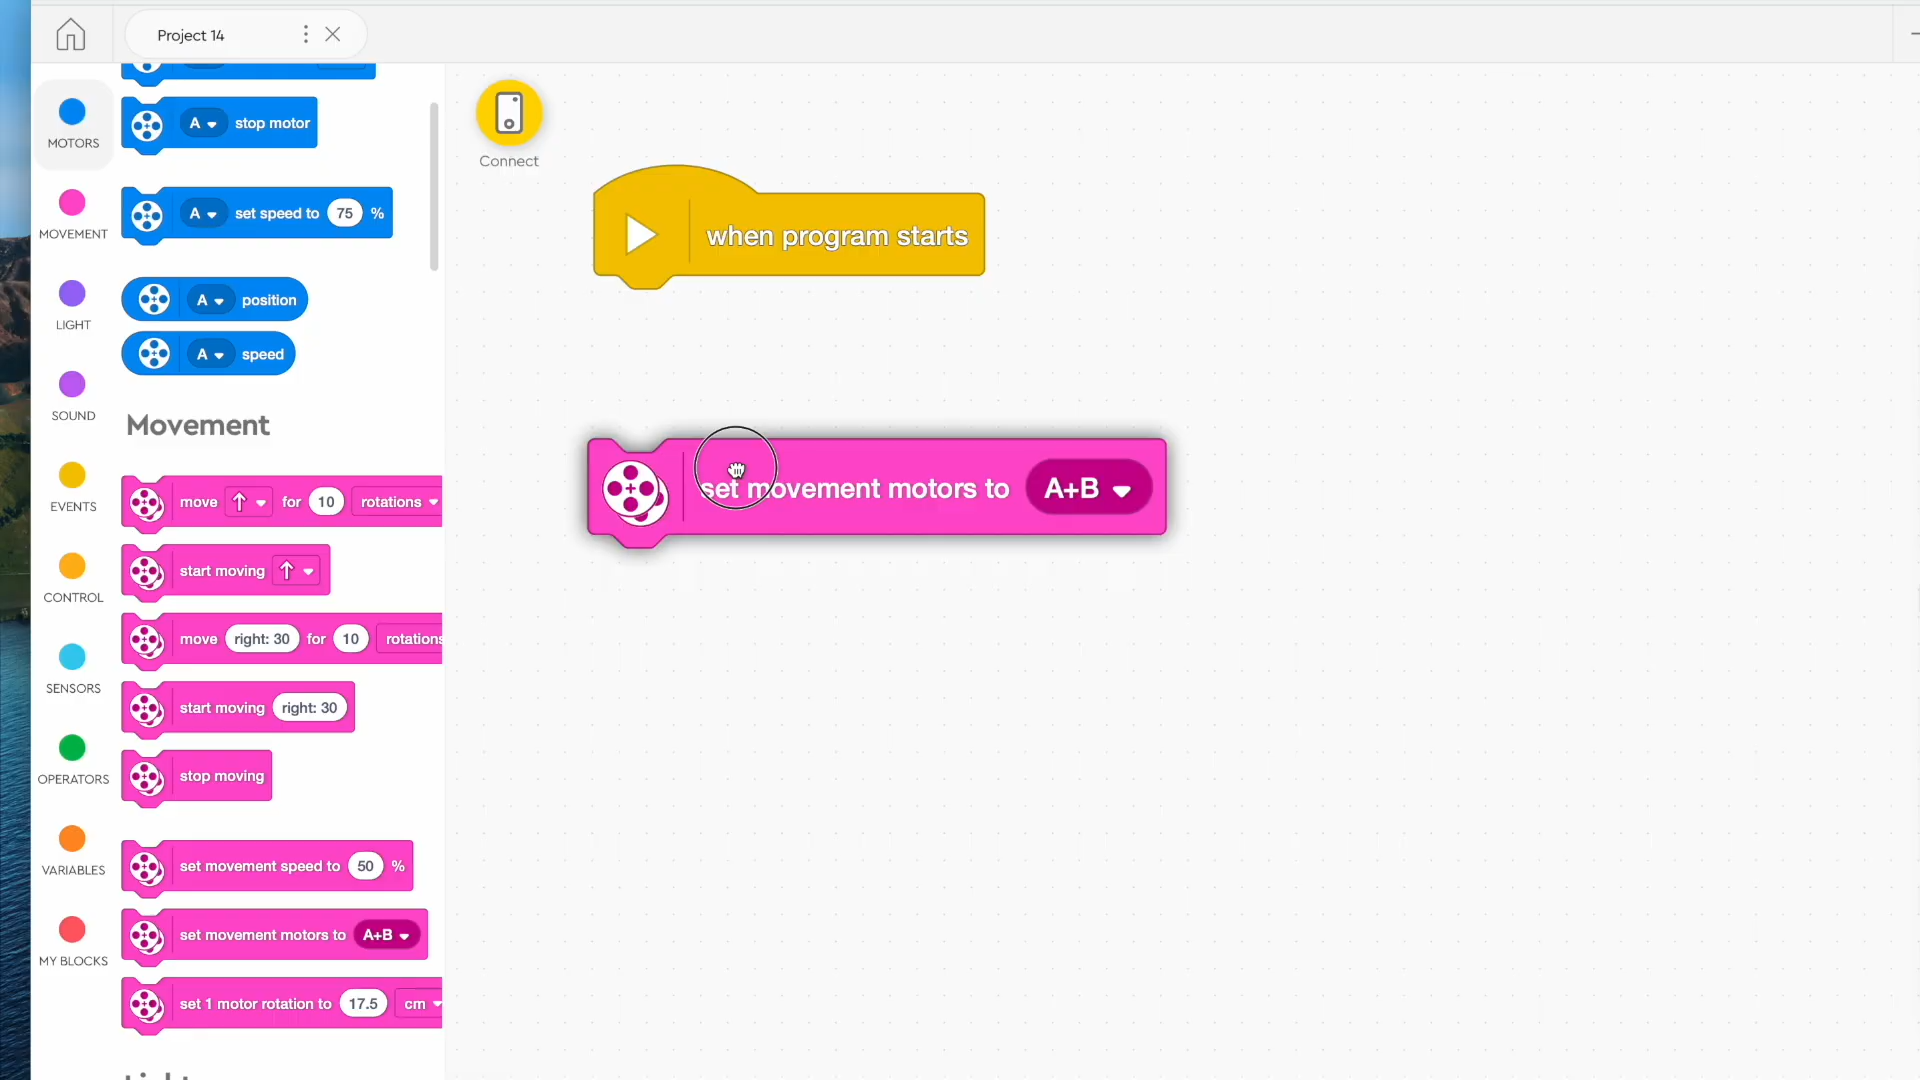 Project 14
A stop motor
A set speed to 75 %
A position
A speed
Movement
move for 10 rotations
start moving
move right: 30 for 10 rotations
start moving right: 30
stop moving
set movement speed to 50 %
set movement motors to A+B
set 1 motor rotation to 17.5 cm
MOTORS
MOVEMENT
LIGHT
SOUND
EVENTS
CONTROL
SENSORS
OPERATORS
VARIABLES
MY BLOCKS
Connect
when program starts
set movement motors to A+B